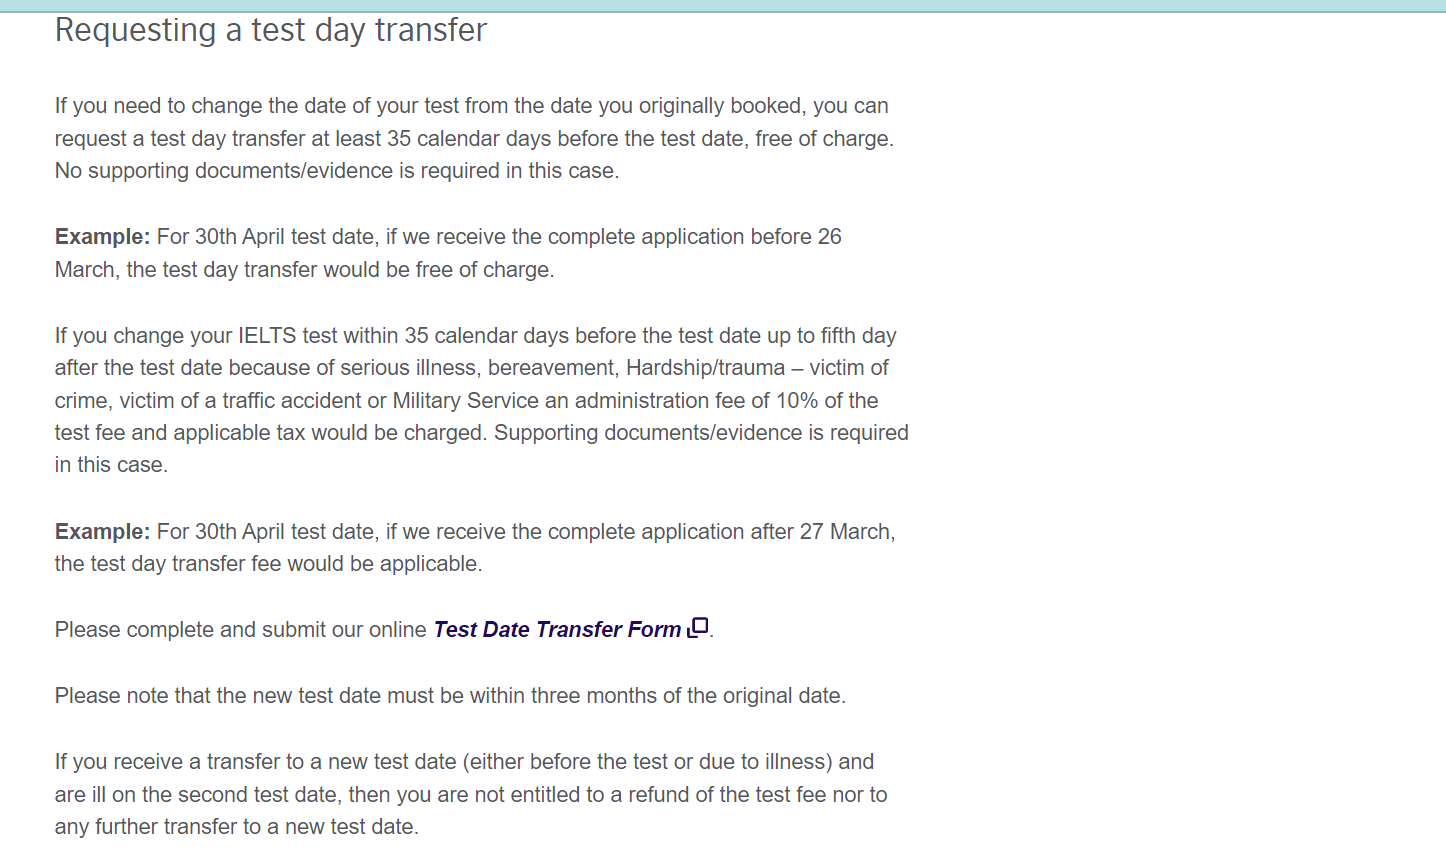 Requesting a test day transfer
If you need to change the date of your test from the date you originally booked, you can
request a test day transfer at least 35 calendar days before the test date, free of charge.
No supporting documents/evidence is required in this case.
Example: For 30th April test date, if we receive the complete application before 26
March, the test day transfer would be free of charge.
If you change your IELTS test within 35 calendar days before the test date up to fifth day
after the test date because of serious illness, bereavement, Hardship/trauma – victim of
crime, victim of a traffic accident or Military Service an administration fee of 10% of the
test fee and applicable tax would be charged. Supporting documents/evidence is required
in this case.
Example: For 30th April test date, if we receive the complete application after 27 March,
the test day transfer fee would be applicable.
Please complete and submit our online Test Date Transfer Form.
Please note that the new test date must be within three months of the original date.
If you receive a transfer to a new test date (either before the test or due to illness) and
are ill on the second test date, then you are not entitled to a refund of the test fee nor to
any further transfer to a new test date.